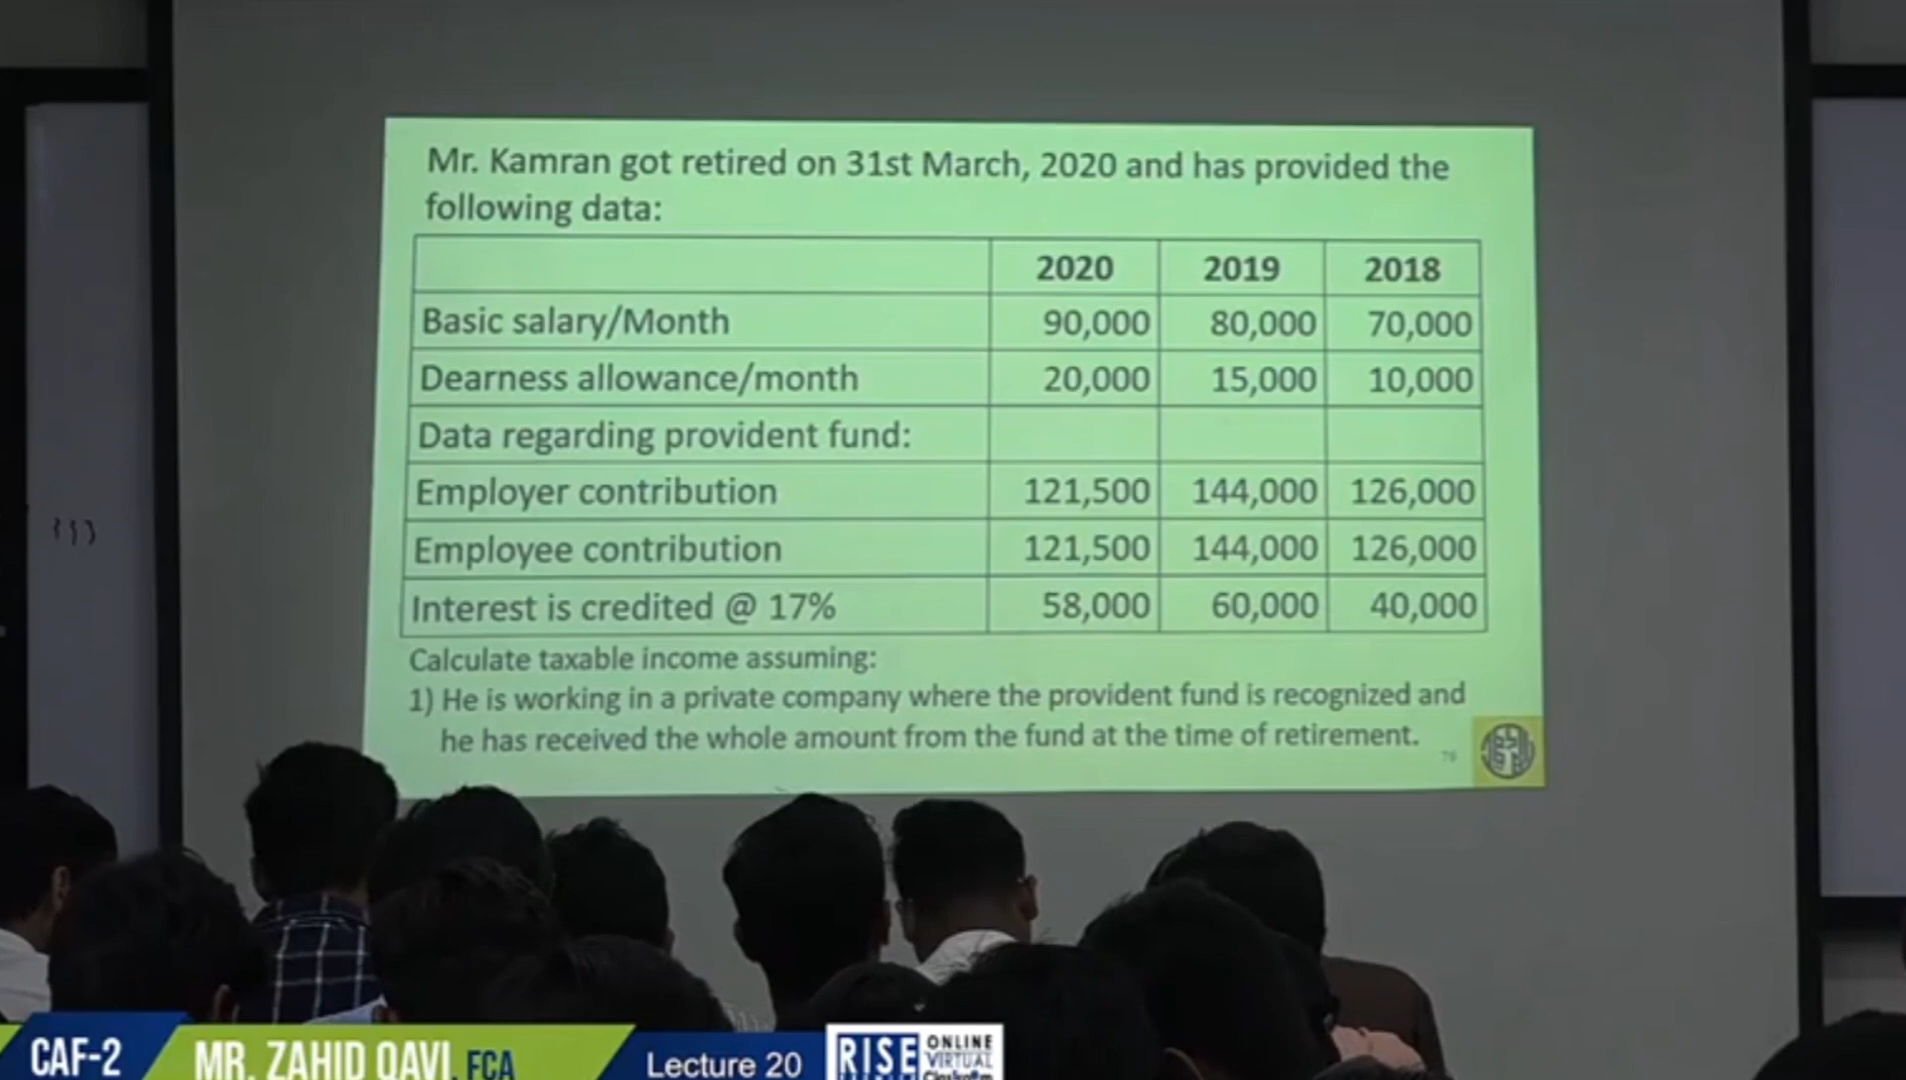 Mr. Kamran got retired on 31st March, 2020 and has provided the
following data:
2020 2019 2018
Basic salary/Month 90,000 80,000 70,000
Dearness allowance/month 20,000 15,000 10,000
Data regarding provident fund:
Employer contribution 121,500 144,000 126,000
Employee contribution 121,500 144,000 126,000
Interest is credited @ 17% 58,000 60,000 40,000
Calculate taxable income assuming:
1) He is working in a private company where the provident fund is recognized and
he has received the whole amount from the fund at the time of retirement.
CAF-2
MR. ZAHID QAVI, FCA
Lecture 20
RISE
ONLINE
VIRTUAL